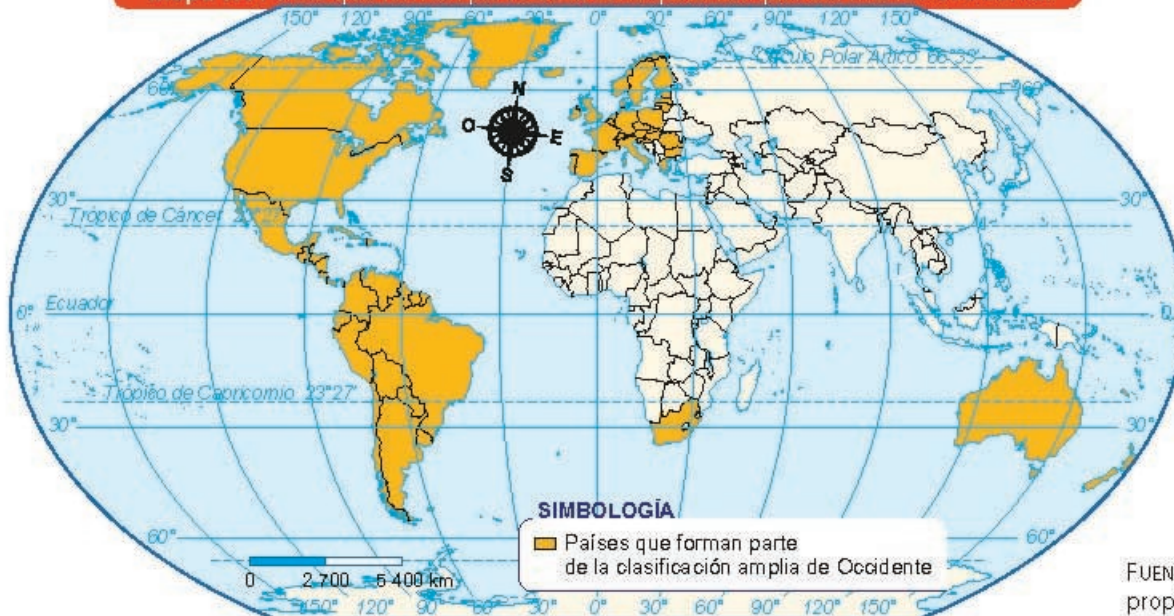 150° 120° 90° 60° 30° 0° 30° 60° 90° 120° 150°
Círculo Polar Ártico 66°33'
60° 60°
N
O E
S
30° 30°
Trópico de Cáncer
Ecuador
0° 0°
Trópico de Capricornio 23°27'
30° 30°
60° 60°
SIMBOLOGÍA
Países que forman parte
de la clasificación amplia de Occidente
0 2 700 5 400 km
150° 120° 90° 60° 30° 0° 30° 60° 90° 120° 150°